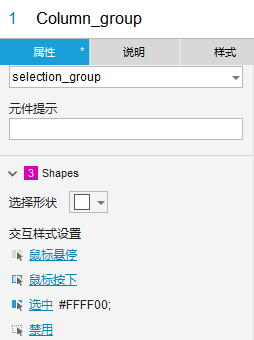 1 Column_group
属性 * 说明 样式
selection_group
元件提示
3 Shapes
选择形状
交互样式设置
鼠标悬停
鼠标按下
选中 #FFFF00;
禁用